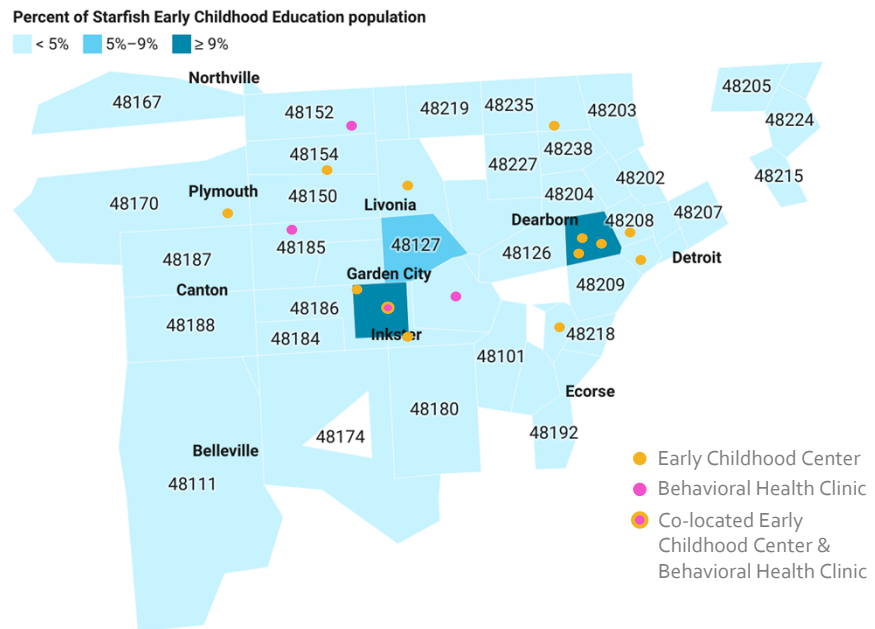 Percent of Starfish Early Childhood Education population
< 5% 5%–9% ≥ 9%
Northville
48167
48152
48219
48235
48203
48205
48224
48154
48238
48227
48202
48215
48170
Plymouth
48150
Livonia
48204
Dearborn
48208
48207
48185
48127
48126
Detroit
48187
Garden City
Canton
48209
48186
48188
48184
Inkster
48218
48101
Ecorse
48180
48192
48174
Belleville
48111
Early Childhood Center
Behavioral Health Clinic
Co-located Early
Childhood Center &
Behavioral Health Clinic